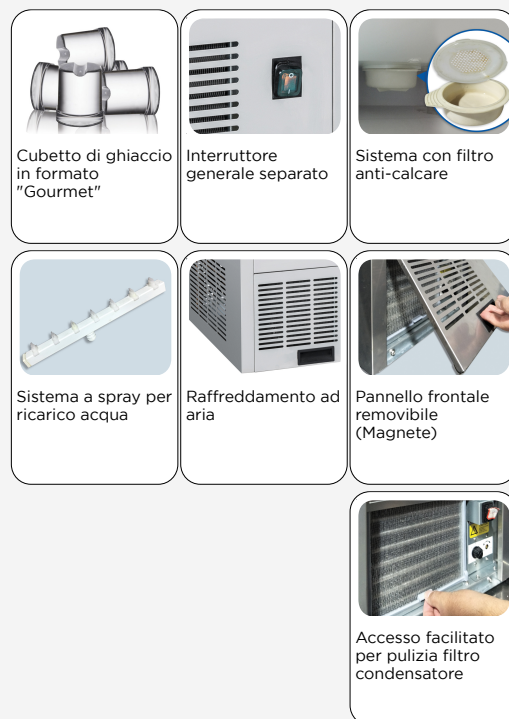 Cubetto di ghiaccio
in formato
"Gourmet"
Interruttore
generale separato
Sistema con filtro
anti-calcare
Sistema a spray per
ricarico acqua
Raffreddamento ad
aria
Pannello frontale
removibile
(Magnete)
Accesso facilitato
per pulizia filtro
condensatore